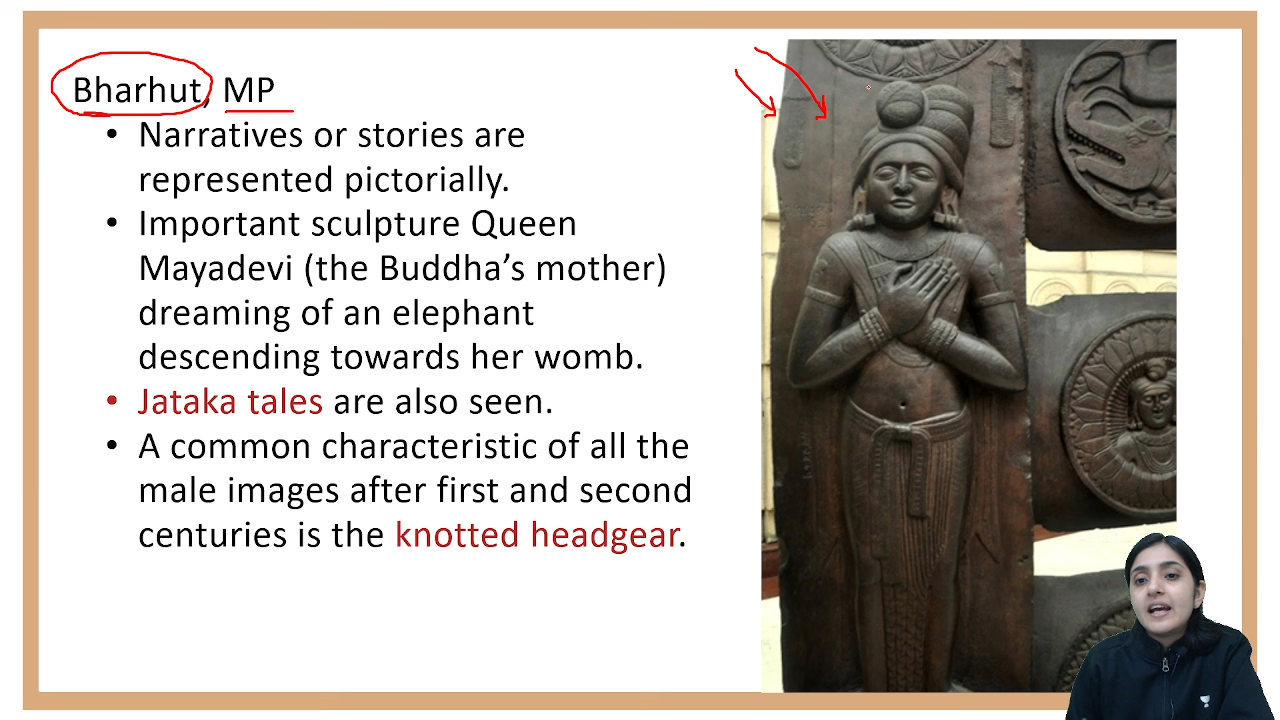 Bharhut, MP
• Narratives or stories are
represented pictorially.
• Important sculpture Queen
Mayadevi (the Buddha’s mother)
dreaming of an elephant
descending towards her womb.
• Jataka tales are also seen.
• A common characteristic of all the
male images after first and second
centuries is the knotted headgear.